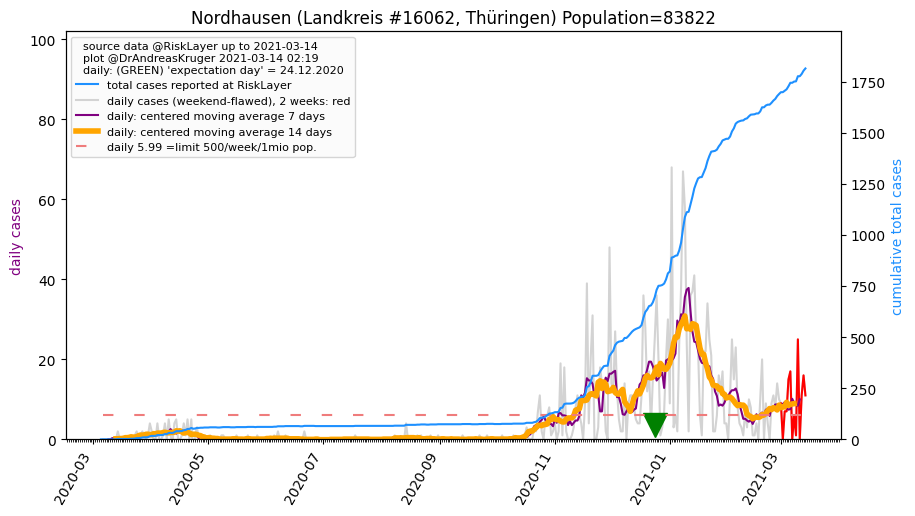 Nordhausen (Landkreis #16062, Thüringen) Population=83822
source data @RiskLayer up to 2021-03-14
plot @DrAndreasKruger 2021-03-14 02:19
daily: (GREEN) 'expectation day' = 24.12.2020
total cases reported at RiskLayer
daily cases (weekend-flawed), 2 weeks: red
daily: centered moving average 7 days
daily: centered moving average 14 days
daily 5.99 =limit 500/week/1mio pop.
daily cases
100
80
60
40
20
0
cumulative total cases
1750
1500
1250
1000
750
500
250
0
2020-03
2020-05
2020-07
2020-09
2020-11
2021-01
2021-03